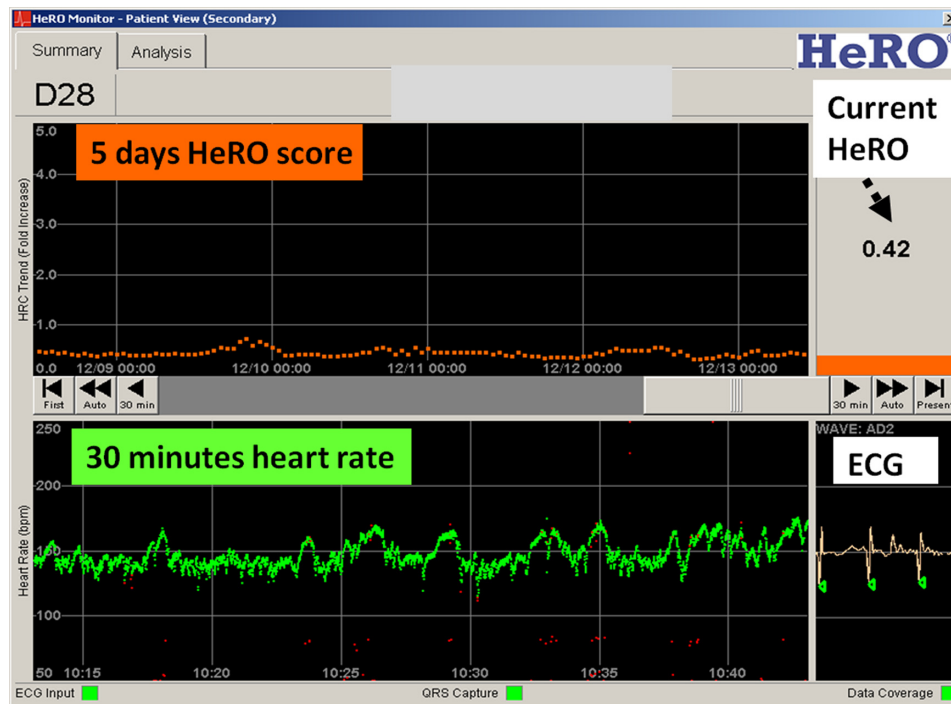 HeRO Monitor - Patient View (Secondary)
Summary
Analysis
HeRO
D28
Current
HeRO
5.0
5 days HeRO score
4.0
3.0
2.0
1.0
0.0
HRC Trend (Fold Increase)
0.42
12/09 00:00
12/10 00:00
12/11 00:00
12/12 00:00
12/13 00:00
First
Auto
30 min
30 min
Auto
Present
250
30 minutes heart rate
200
150
100
50
Heart Rate (bpm)
WAVE: AD2
ECG
10:15
10:20
10:25
10:30
10:35
10:40
ECG Input
QRS Capture
Data Coverage